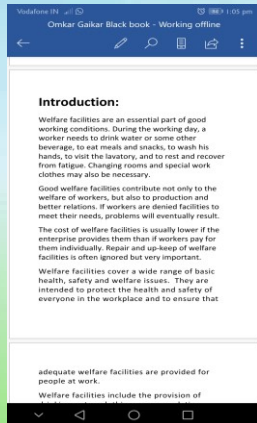 Vodafone IN
1:05 pm
Omkar Gaikar Black book - Working offline
Introduction:
Welfare facilities are an essential part of good
working conditions. During the working day, a
worker needs to drink water or some other
beverage, to eat meals and snacks, to wash his
hands, to visit the lavatory, and to rest and recover
from fatigue. Changing rooms and special work
clothes may also be necessary.
Good welfare facilities contribute not only to the
welfare of workers, but also to production and
better relations. If workers are denied facilities to
meet their needs, problems will eventually result.
The cost of welfare facilities is usually lower if the
enterprise provides them than if workers pay for
them individually. Repair and up-keep of welfare
facilities is often ignored but very important.
Welfare facilities cover a wide range of basic
health, safety and welfare issues. They are
intended to protect the health and safety of
everyone in the workplace and to ensure that
adequate welfare facilities are provided for
people at work.
Welfare facilities include the provision of